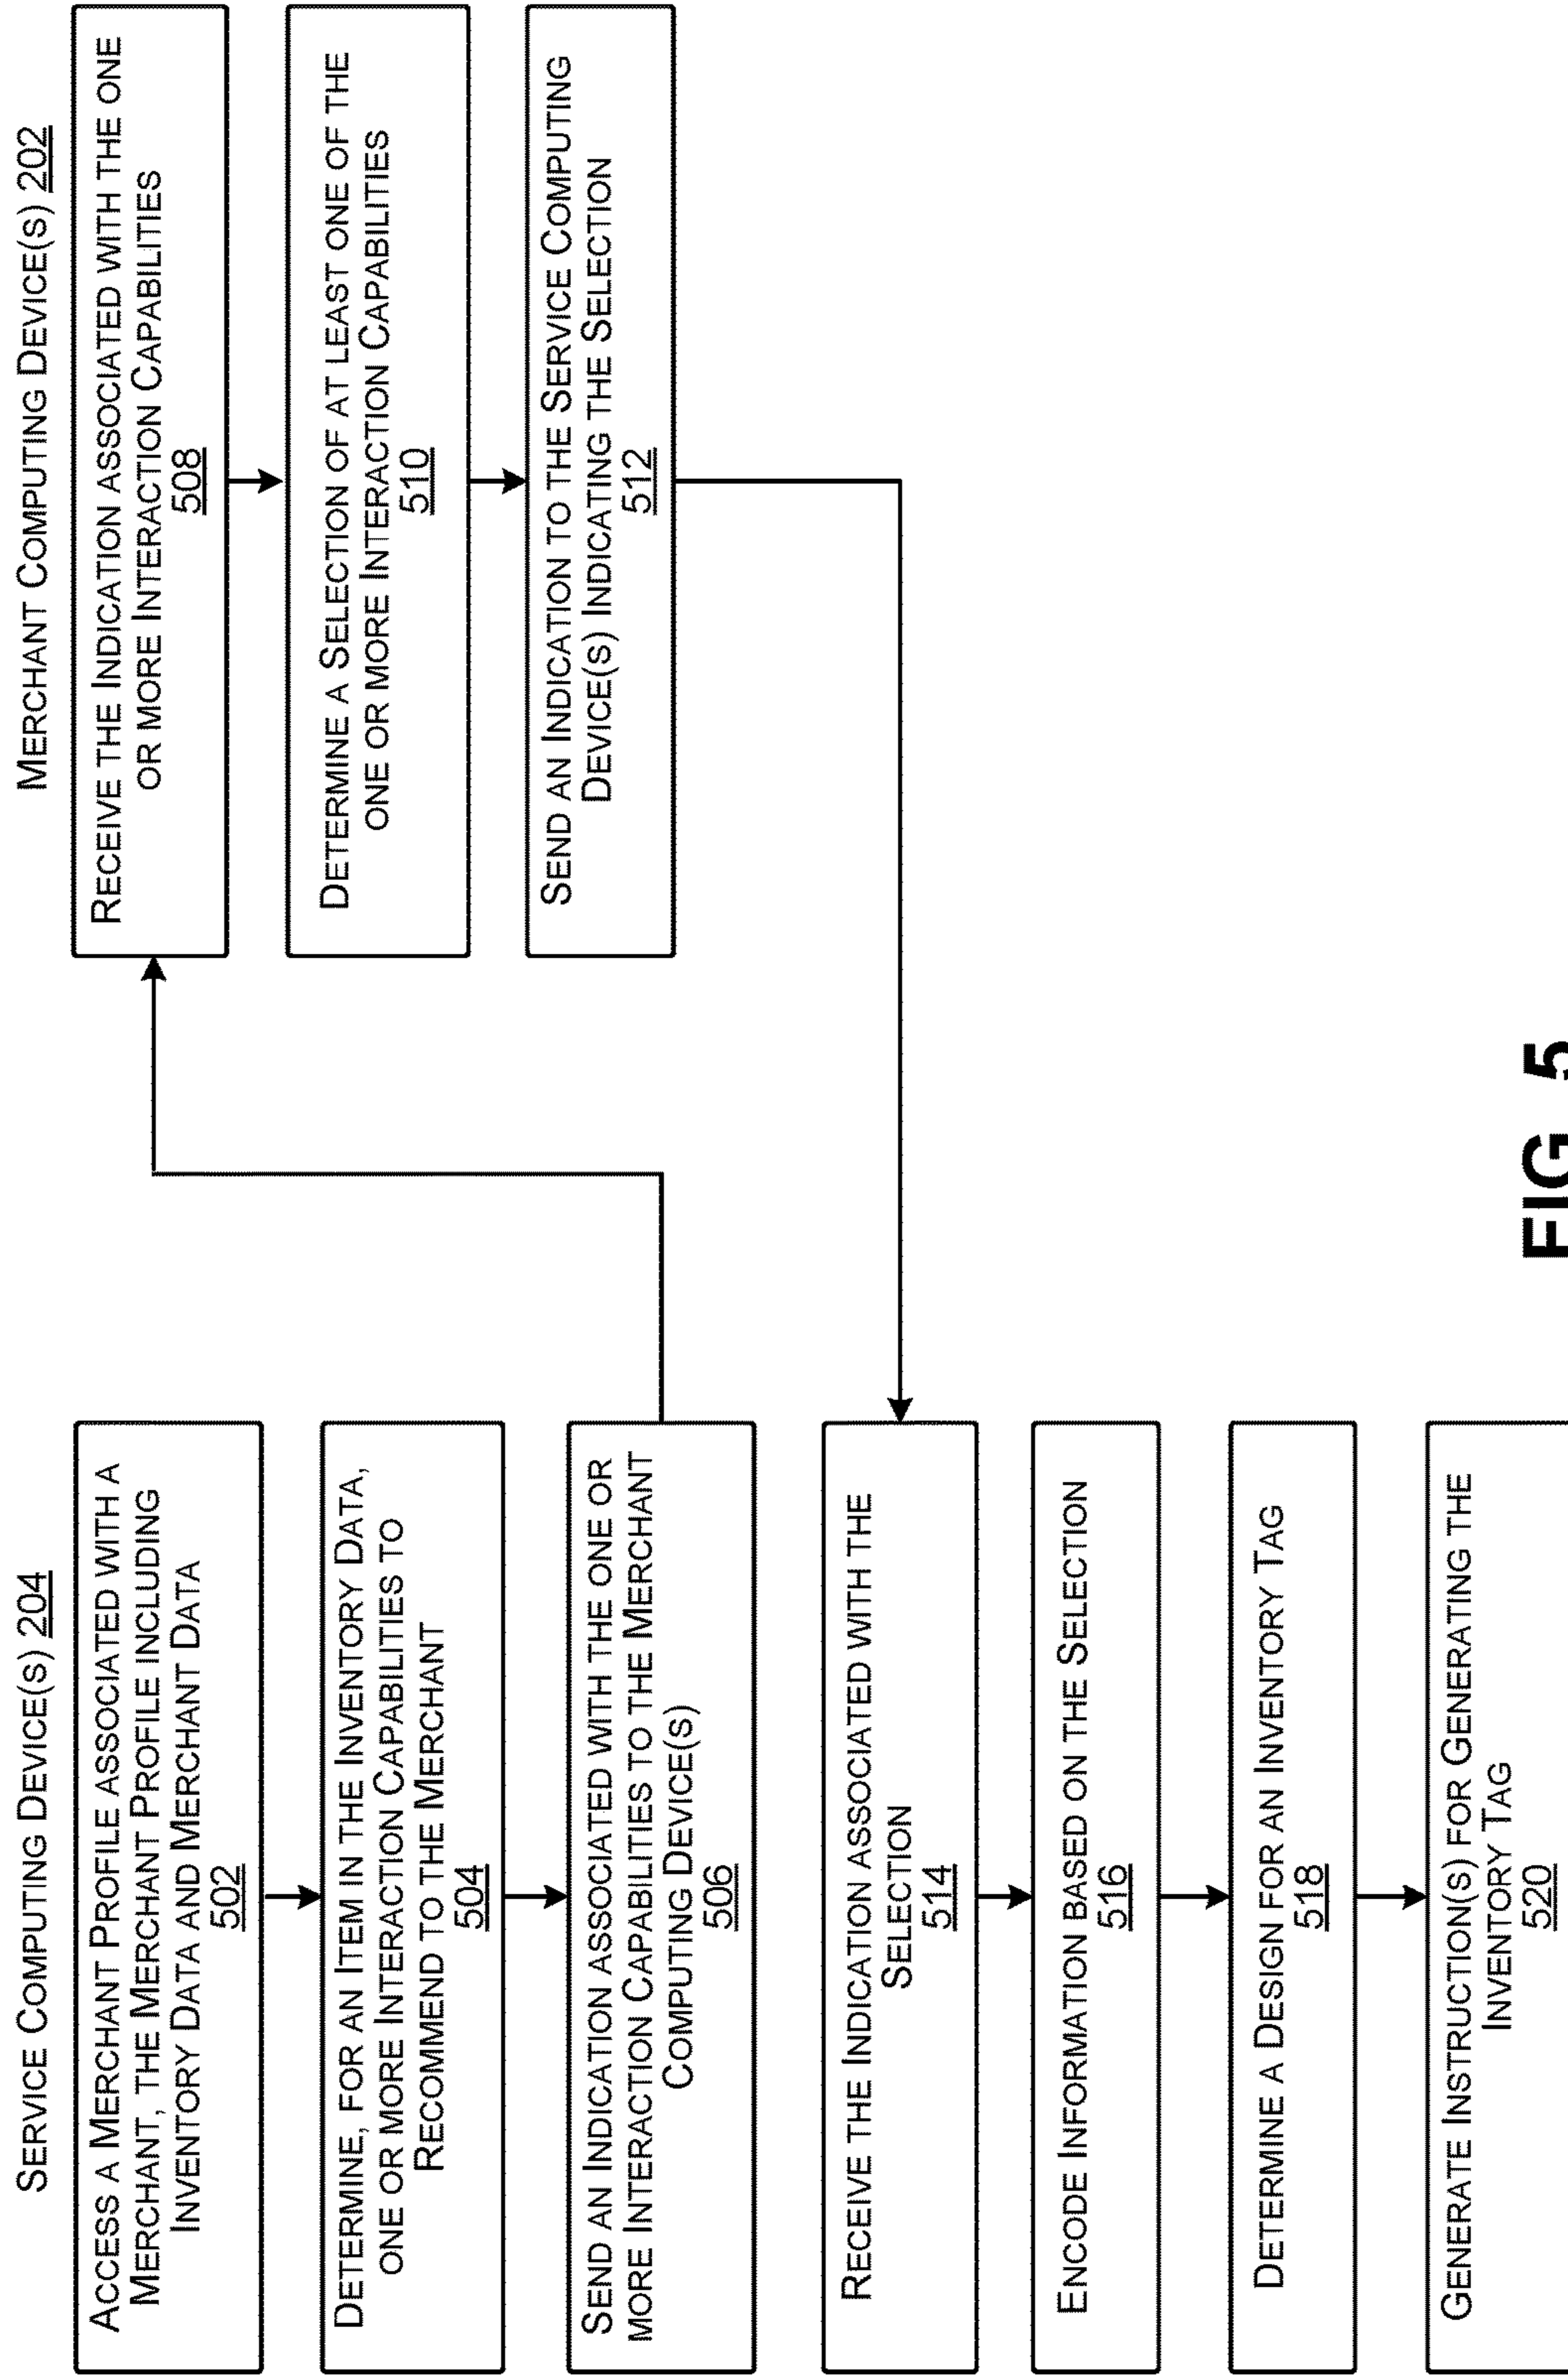 SERVICE COMPUTING DEVICE(S) 204
ACCESS A MERCHANT PROFILE ASSOCIATED WITH A
MERCHANT, THE MERCHANT PROFILE INCLUDING
INVENTORY DATA AND MERCHANT DATA
502
DETERMINE, FOR AN ITEM IN THE INVENTORY DATA,
ONE OR MORE INTERACTION CAPABILITIES TO
RECOMMEND TO THE MERCHANT
504
SEND AN INDICATION ASSOCIATED WITH THE ONE OR
MORE INTERACTION CAPABILITIES TO THE MERCHANT
COMPUTING DEVICE(S)
506
MERCHANT COMPUTING DEVICE(S) 202
RECEIVE THE INDICATION ASSOCIATED WITH THE ONE
OR MORE INTERACTION CAPABILITIES
508
DETERMINE A SELECTION OF AT LEAST ONE OF THE
ONE OR MORE INTERACTION CAPABILITIES
510
SEND AN INDICATION TO THE SERVICE COMPUTING
DEVICE(S) INDICATING THE SELECTION
512
RECEIVE THE INDICATION ASSOCIATED WITH THE
SELECTION
514
ENCODE INFORMATION BASED ON THE SELECTION
516
DETERMINE A DESIGN FOR AN INVENTORY TAG
518
GENERATE INSTRUCTION(S) FOR GENERATING THE
INVENTORY TAG
520
FIG. 5